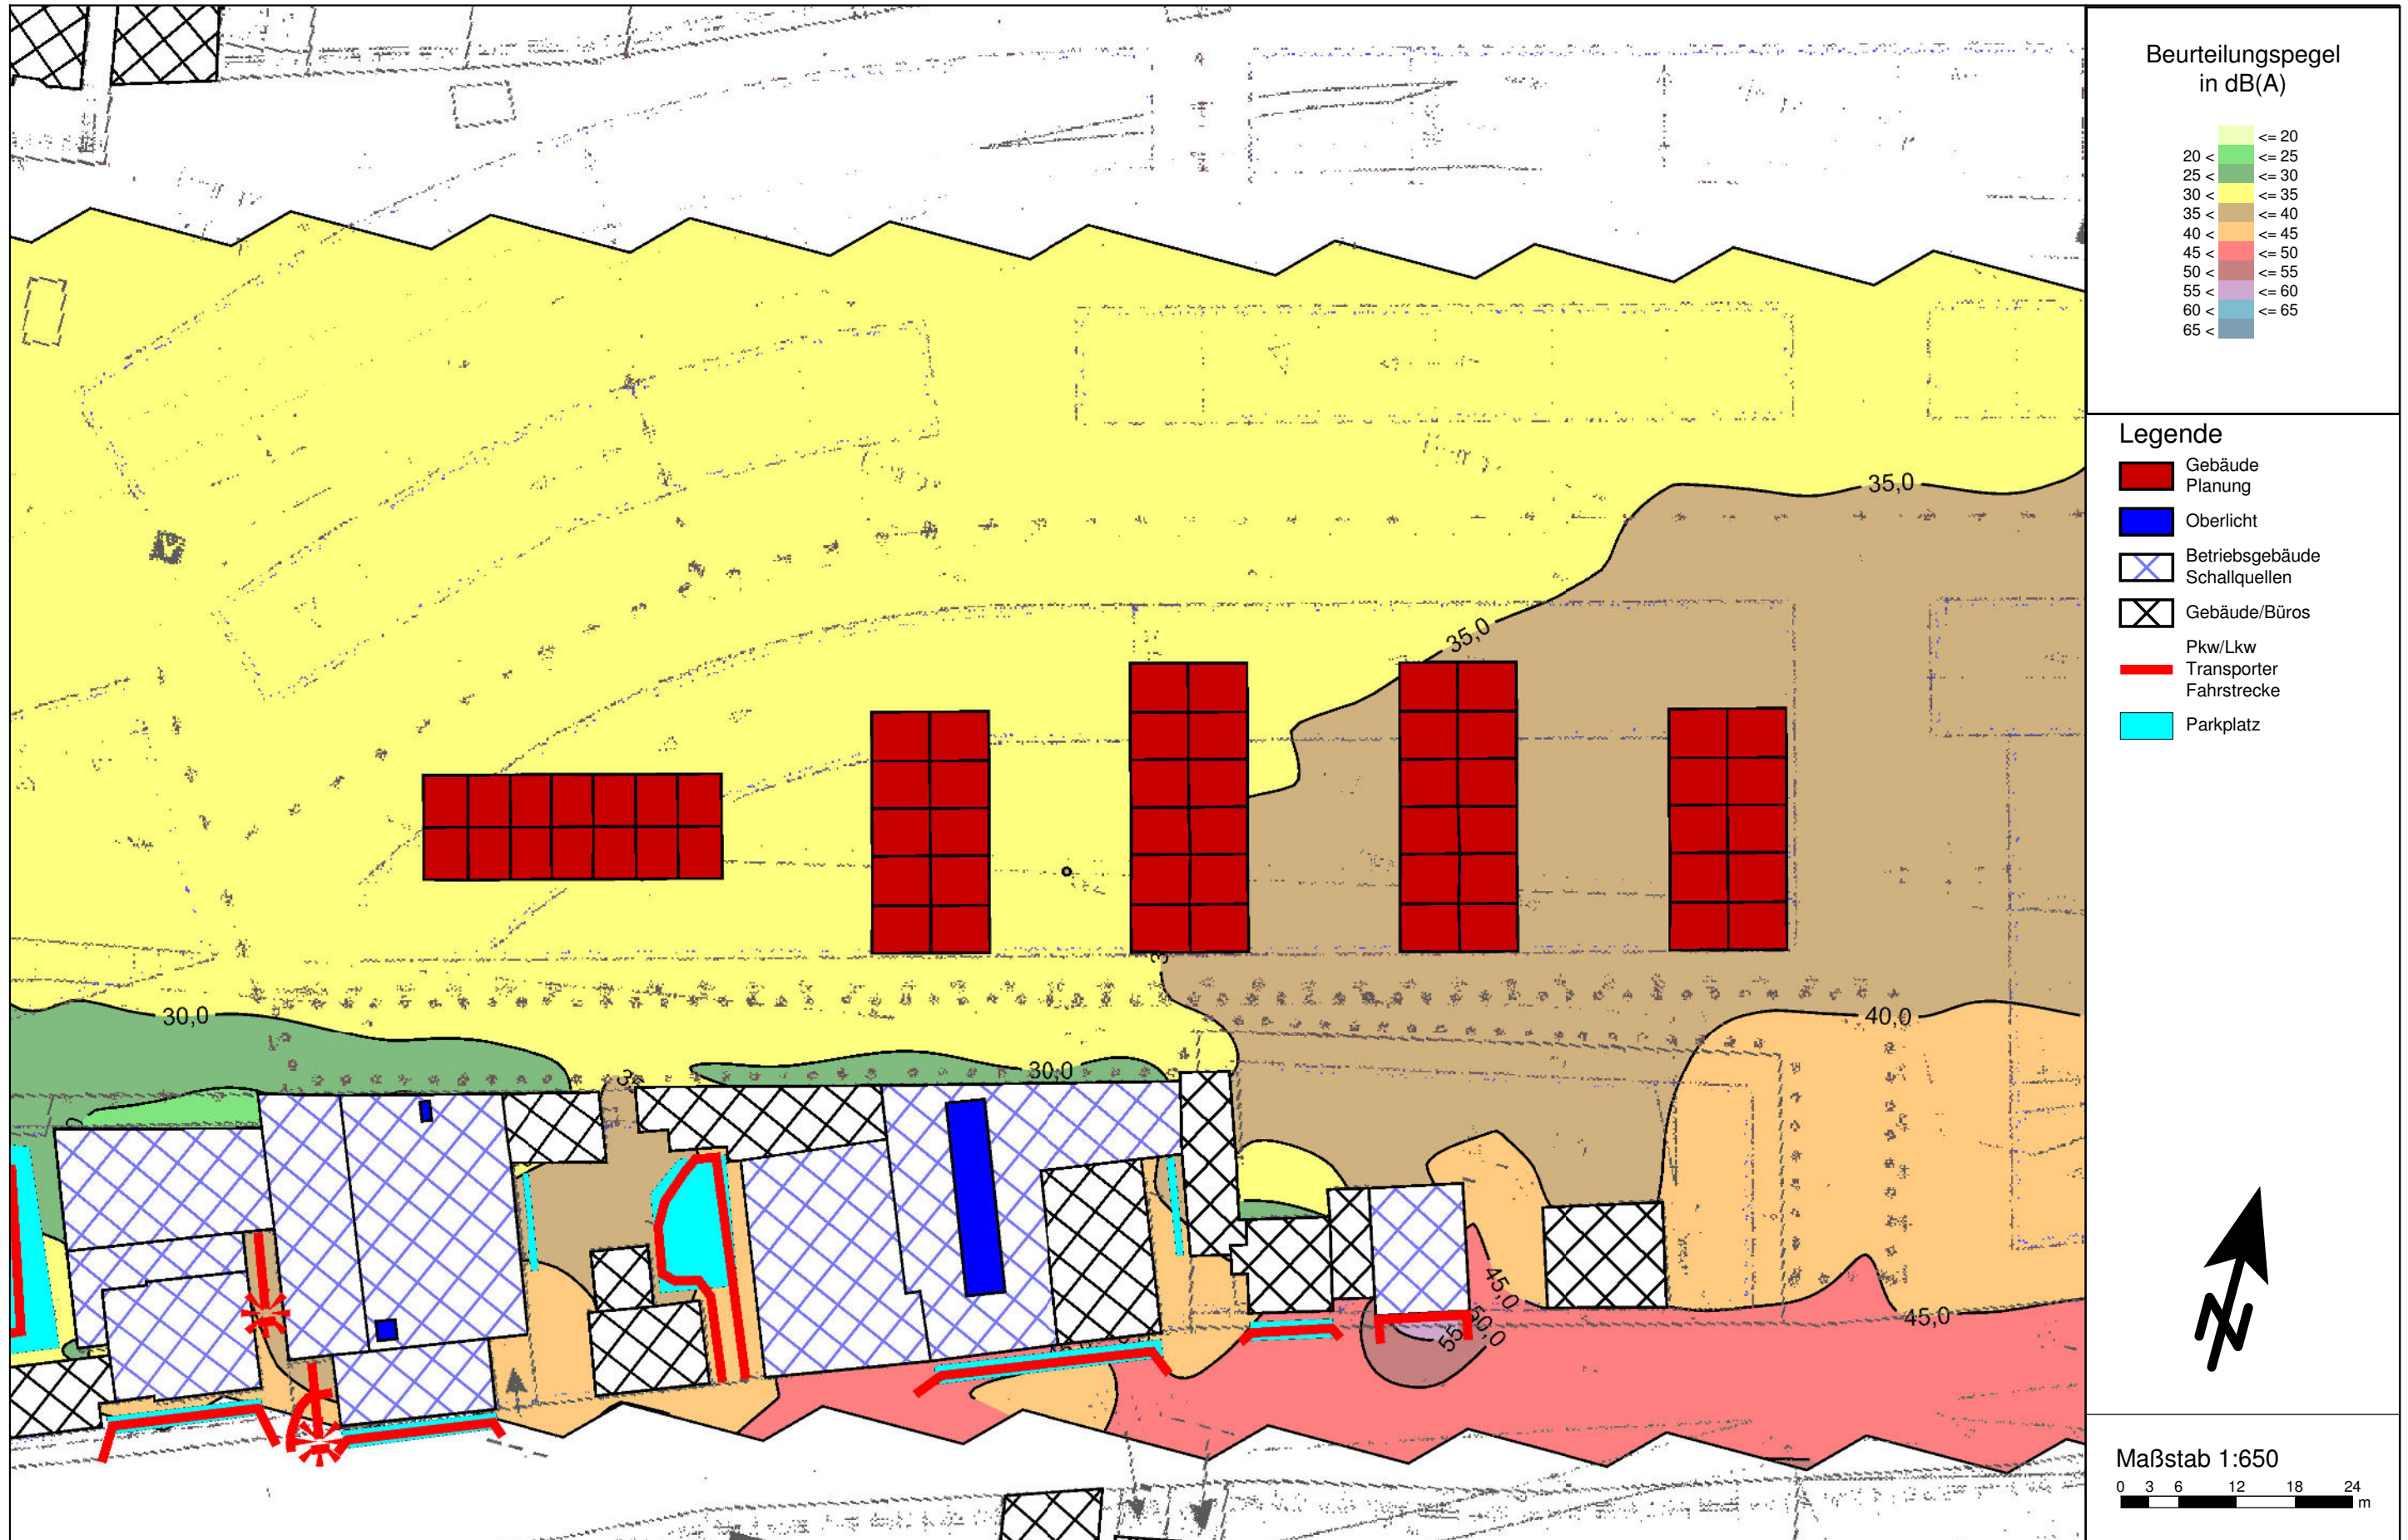 Beurteilungspegel
in dB(A)
<= 20
20 < <= 25
25 < <= 30
30 < <= 35
35 < <= 40
40 < <= 45
45 < <= 50
50 < <= 55
55 < <= 60
60 < <= 65
65 <
Legende
Gebäude
Planung
Oberlicht
Betriebsgebäude
Schallquellen
Gebäude/Büros
Pkw/Lkw
Transporter
Fahrstrecke
Parkplatz
35,0
35,0
30,0
40,0
30,0
45,0
45,0
50,0
55
N
Maßstab 1:650
0 3 6 12 18 24
m